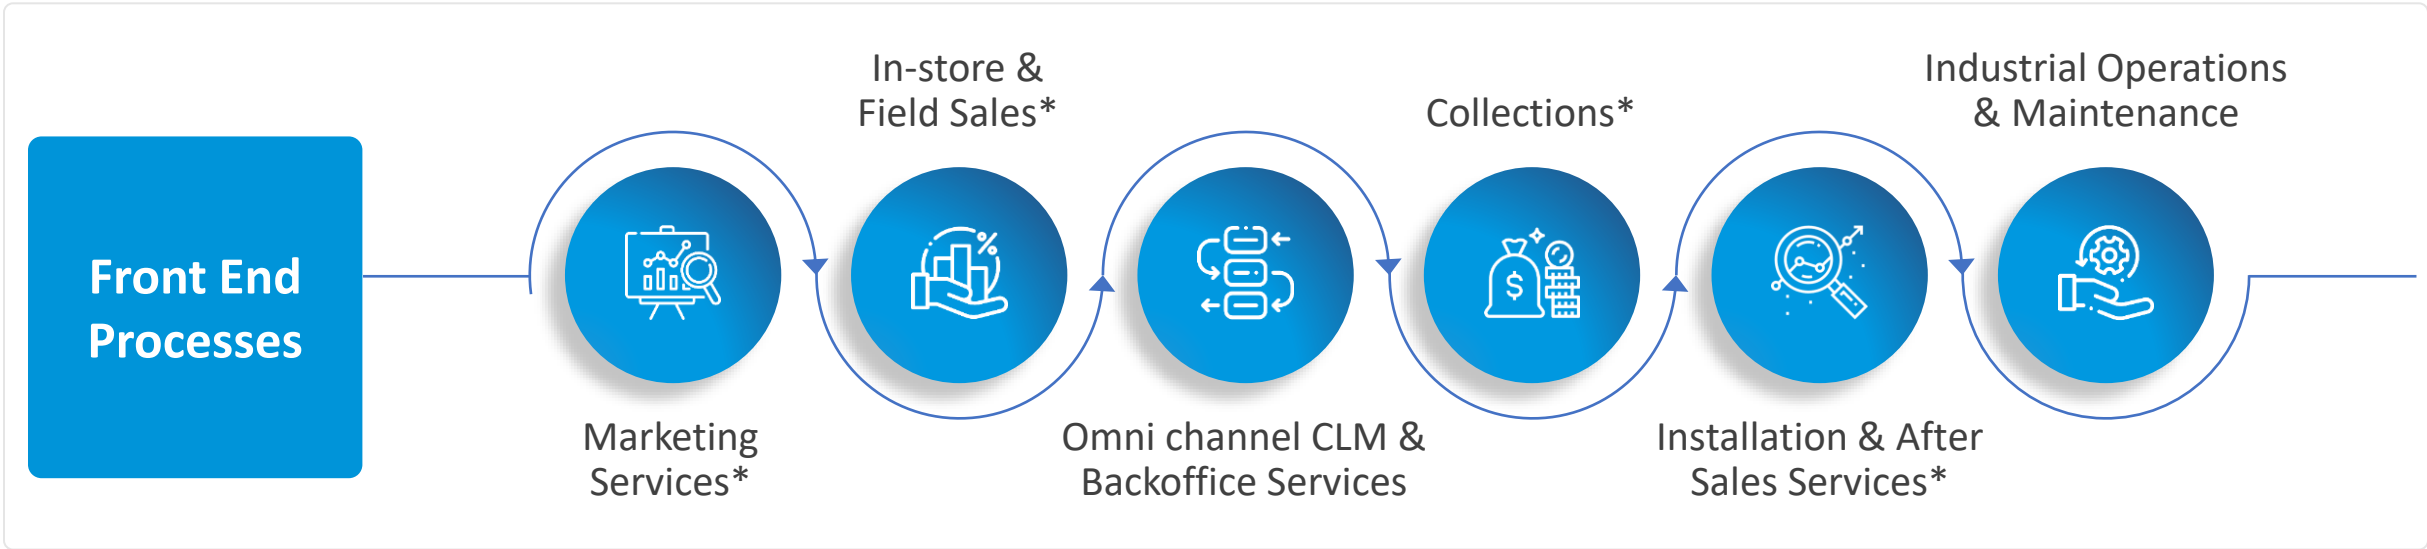 Front End
Processes
Marketing
Services*
In-store &
Field Sales*
Omni channel CLM &
Backoffice Services
Collections*
Installation & After
Sales Services*
Industrial Operations
& Maintenance
%
$